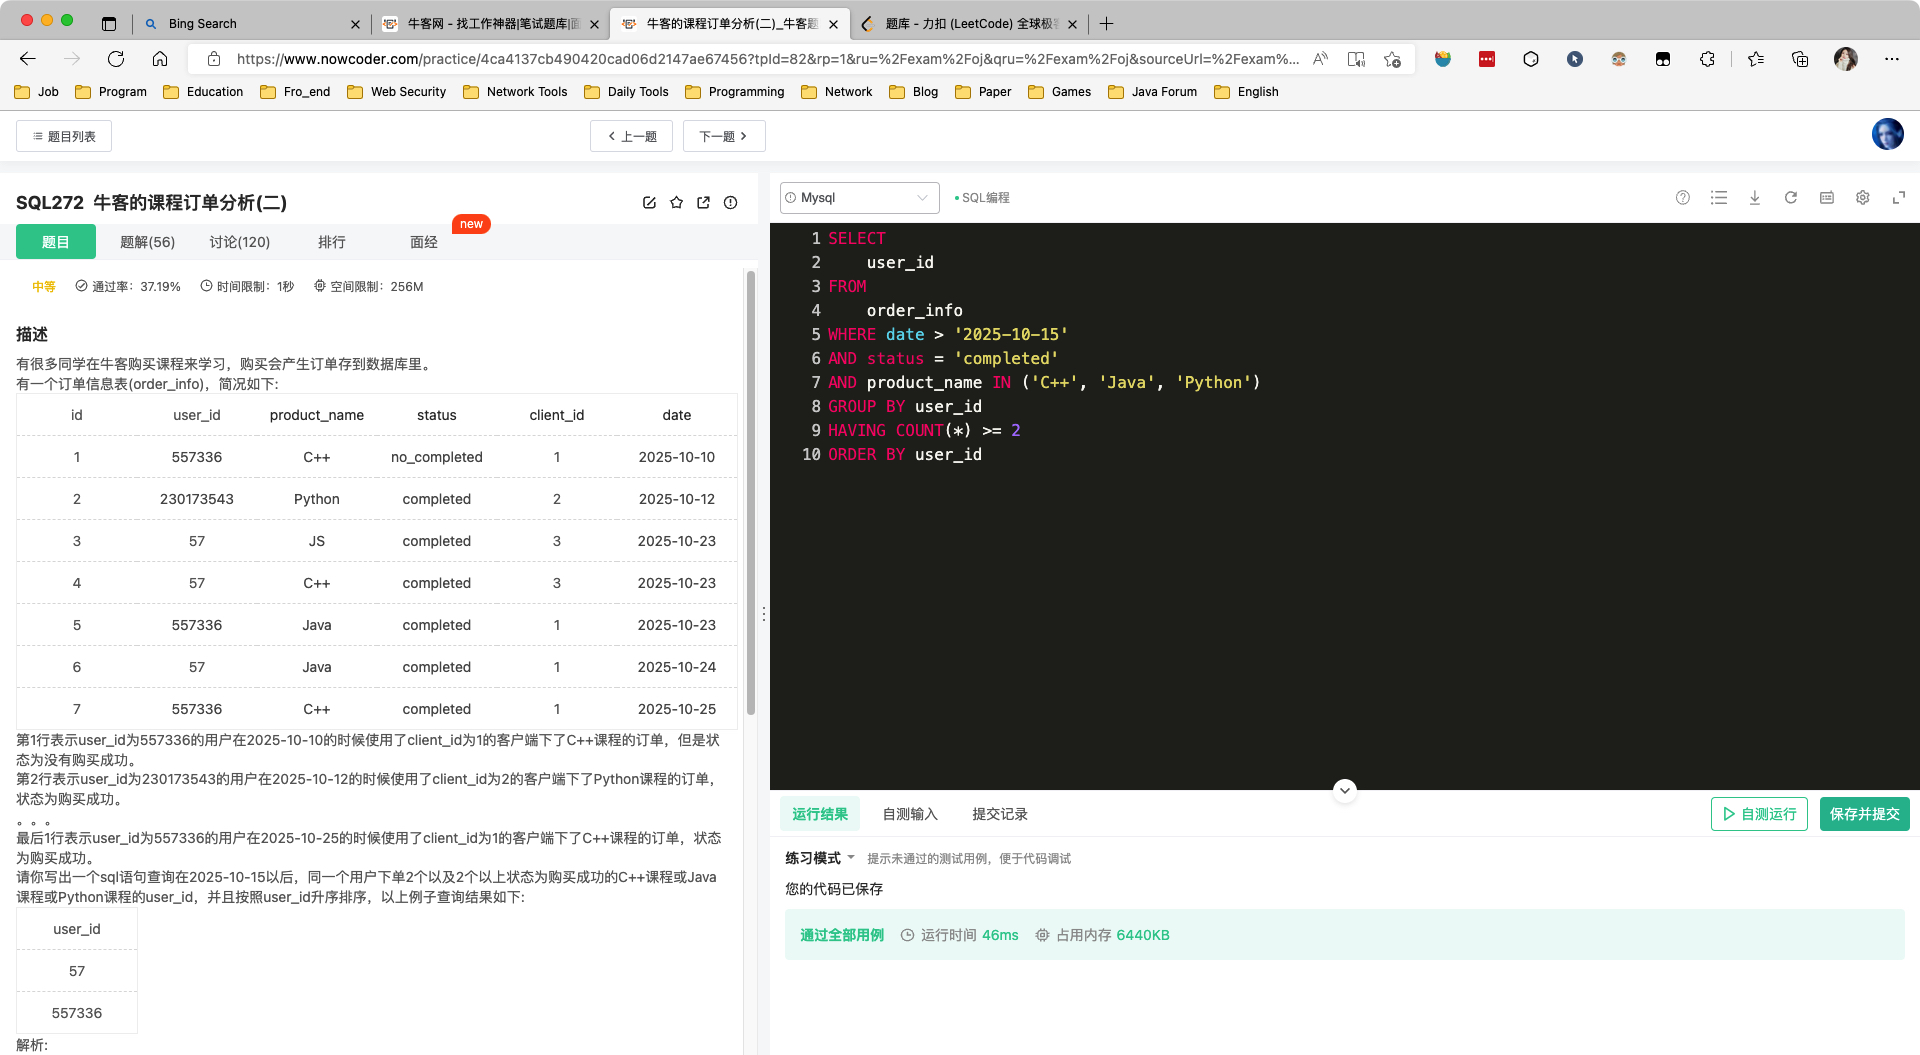 Bing Search
牛客网 - 找工作神器|笔试题库|面
牛客的课程订单分析(二)_牛客题
题库 - 力扣 (LeetCode) 全球极客
https://www.nowcoder.com/practice/4ca4137cb490420cad06d2147ae67456?tpId=82&rp=1&ru=%2Fexam%2Foj&qru=%2Fexam%2Foj&sourceUrl=%2Fexam%...
Job
Program
Education
Fro_end
Web Security
Network Tools
Daily Tools
Programming
Network
Blog
Paper
Games
Java Forum
English
题目列表
上一题
下一题
SQL272 牛客的课程订单分析(二)
题目
题解(56)
讨论(120)
排行
面经
new
中等
通过率：37.19%
时间限制：1秒
空间限制：256M
描述
有很多同学在牛客购买课程来学习，购买会产生订单存到数据库里。
有一个订单信息表(order_info)，简况如下:
id user_id product_name status client_id date
1 557336 C++ no_completed 1 2025-10-10
2 230173543 Python completed 2 2025-10-12
3 57 JS completed 3 2025-10-23
4 57 C++ completed 3 2025-10-23
5 557336 Java completed 1 2025-10-23
6 57 Java completed 1 2025-10-24
7 557336 C++ completed 1 2025-10-25
第1行表示user_id为557336的用户在2025-10-10的时候使用了client_id为1的客户端下了C++课程的订单，但是状
态为没有购买成功。
第2行表示user_id为230173543的用户在2025-10-12的时候使用了client_id为2的客户端下了Python课程的订单，
状态为购买成功。
。。。
最后1行表示user_id为557336的用户在2025-10-25的时候使用了client_id为1的客户端下了C++课程的订单，状态
为购买成功。
请你写出一个sql语句查询在2025-10-15以后，同一个用户下单2个以及2个以上状态为购买成功的C++课程或Java
课程或Python课程的user_id，并且按照user_id升序排序，以上例子查询结果如下:
user_id
57
557336
解析:
Mysql
SQL编程
1 SELECT
2     user_id
3 FROM
4     order_info
5 WHERE date > '2025-10-15'
6 AND status = 'completed'
7 AND product_name IN ('C++', 'Java', 'Python')
8 GROUP BY user_id
9 HAVING COUNT(*) >= 2
10 ORDER BY user_id
运行结果
自测输入
提交记录
自测运行
保存并提交
练习模式
提示未通过的测试用例，便于代码调试
您的代码已保存
通过全部用例
运行时间 46ms
占用内存 6440KB